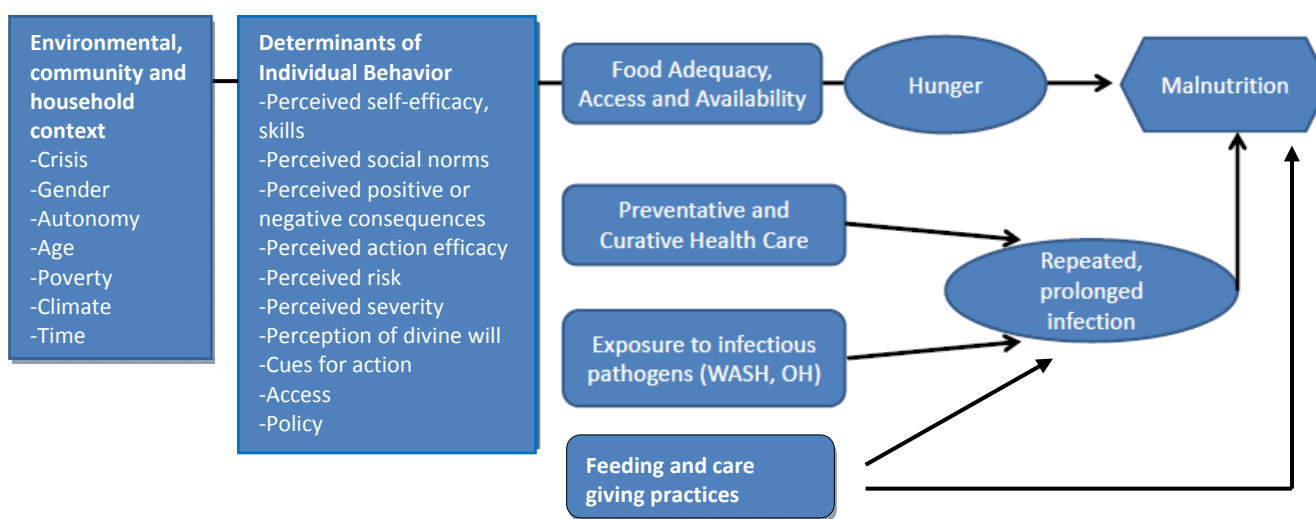 Environmental,
community and
household
context
-Crisis
-Gender
-Autonomy
-Age
-Poverty
-Climate
-Time
Determinants of
Individual Behavior
-Perceived self-efficacy,
skills
-Perceived social norms
-Perceived positive or
negative consequences
-Perceived action efficacy
-Perceived risk
-Perceived severity
-Perception of divine will
-Cues for action
-Access
-Policy
Food Adequacy,
Access and Availability
Hunger
Malnutrition
Preventative and
Curative Health Care
Repeated,
prolonged
infection
Exposure to infectious
pathogens (WASH, OH)
Feeding and care
giving practices